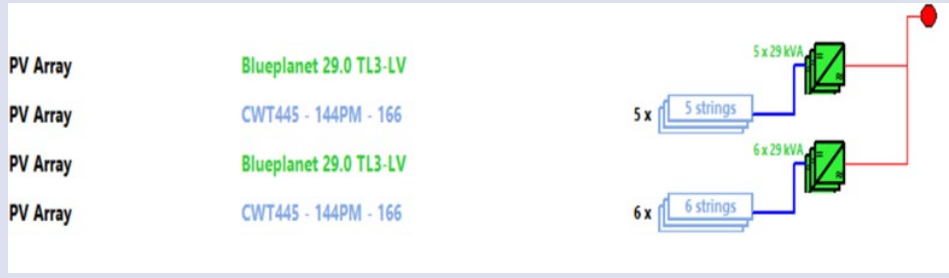 PV Array Blueplanet 29.0 TL3-LV 5 x 29 kVA
PV Array CWT445 - 144PM - 166 5 x 5 strings
PV Array Blueplanet 29.0 TL3-LV 6 x 29 kVA
PV Array CWT445 - 144PM - 166 6 x 6 strings